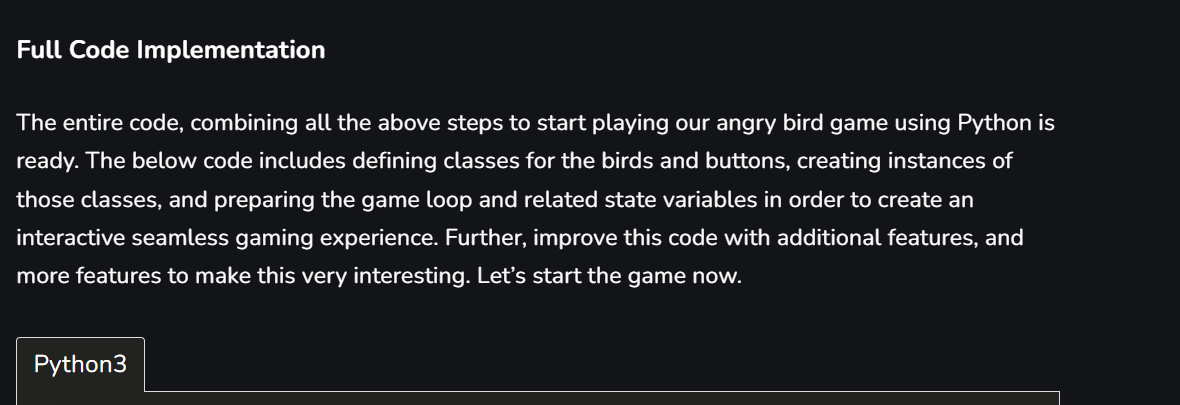 Full Code Implementation
The entire code, combining all the above steps to start playing our angry bird game using Python is
ready. The below code includes defining classes for the birds and buttons, creating instances of
those classes, and preparing the game loop and related state variables in order to create an
interactive seamless gaming experience. Further, improve this code with additional features, and
more features to make this very interesting. Let’s start the game now.
Python3